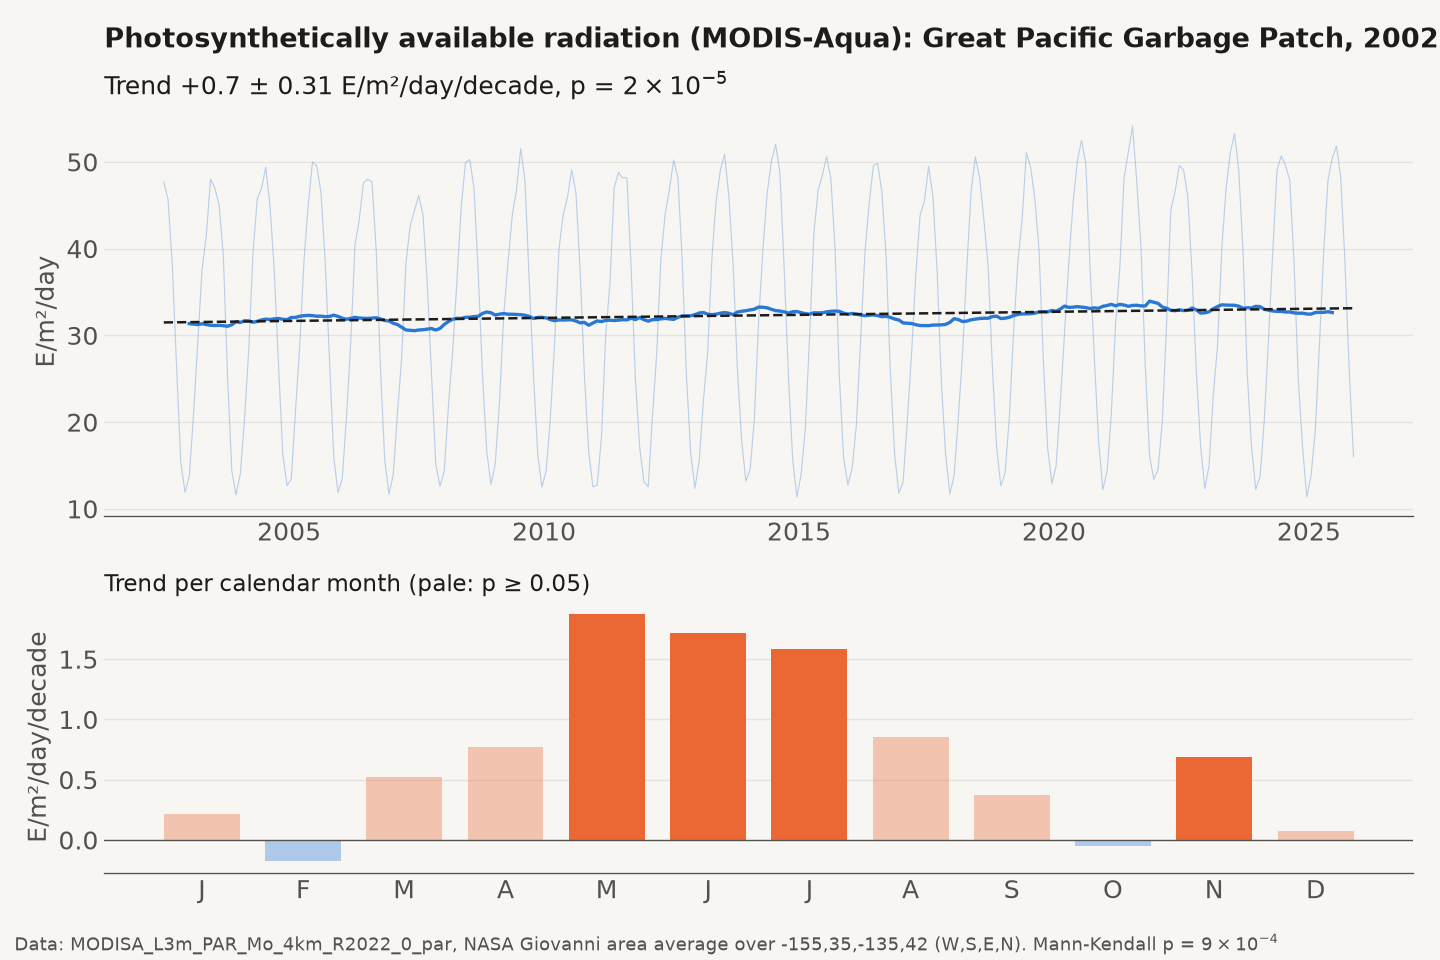 Photosynthetically available radiation (MODIS-Aqua): Great Pacific Garbage Patch, 2002
Trend +0.7 ± 0.31 E/m²/day/decade, p = 2 × 10⁻⁵
E/m²/day
50
40
30
20
10
2005 2010 2015 2020 2025
Trend per calendar month (pale: p ≥ 0.05)
E/m²/day/decade
1.5
1.0
0.5
0.0
J F M A M J J A S O N D
Data: MODISA_L3m_PAR_Mo_4km_R2022_0_par, NASA Giovanni area average over -155,35,-135,42 (W,S,E,N). Mann-Kendall p = 9 × 10⁻⁴